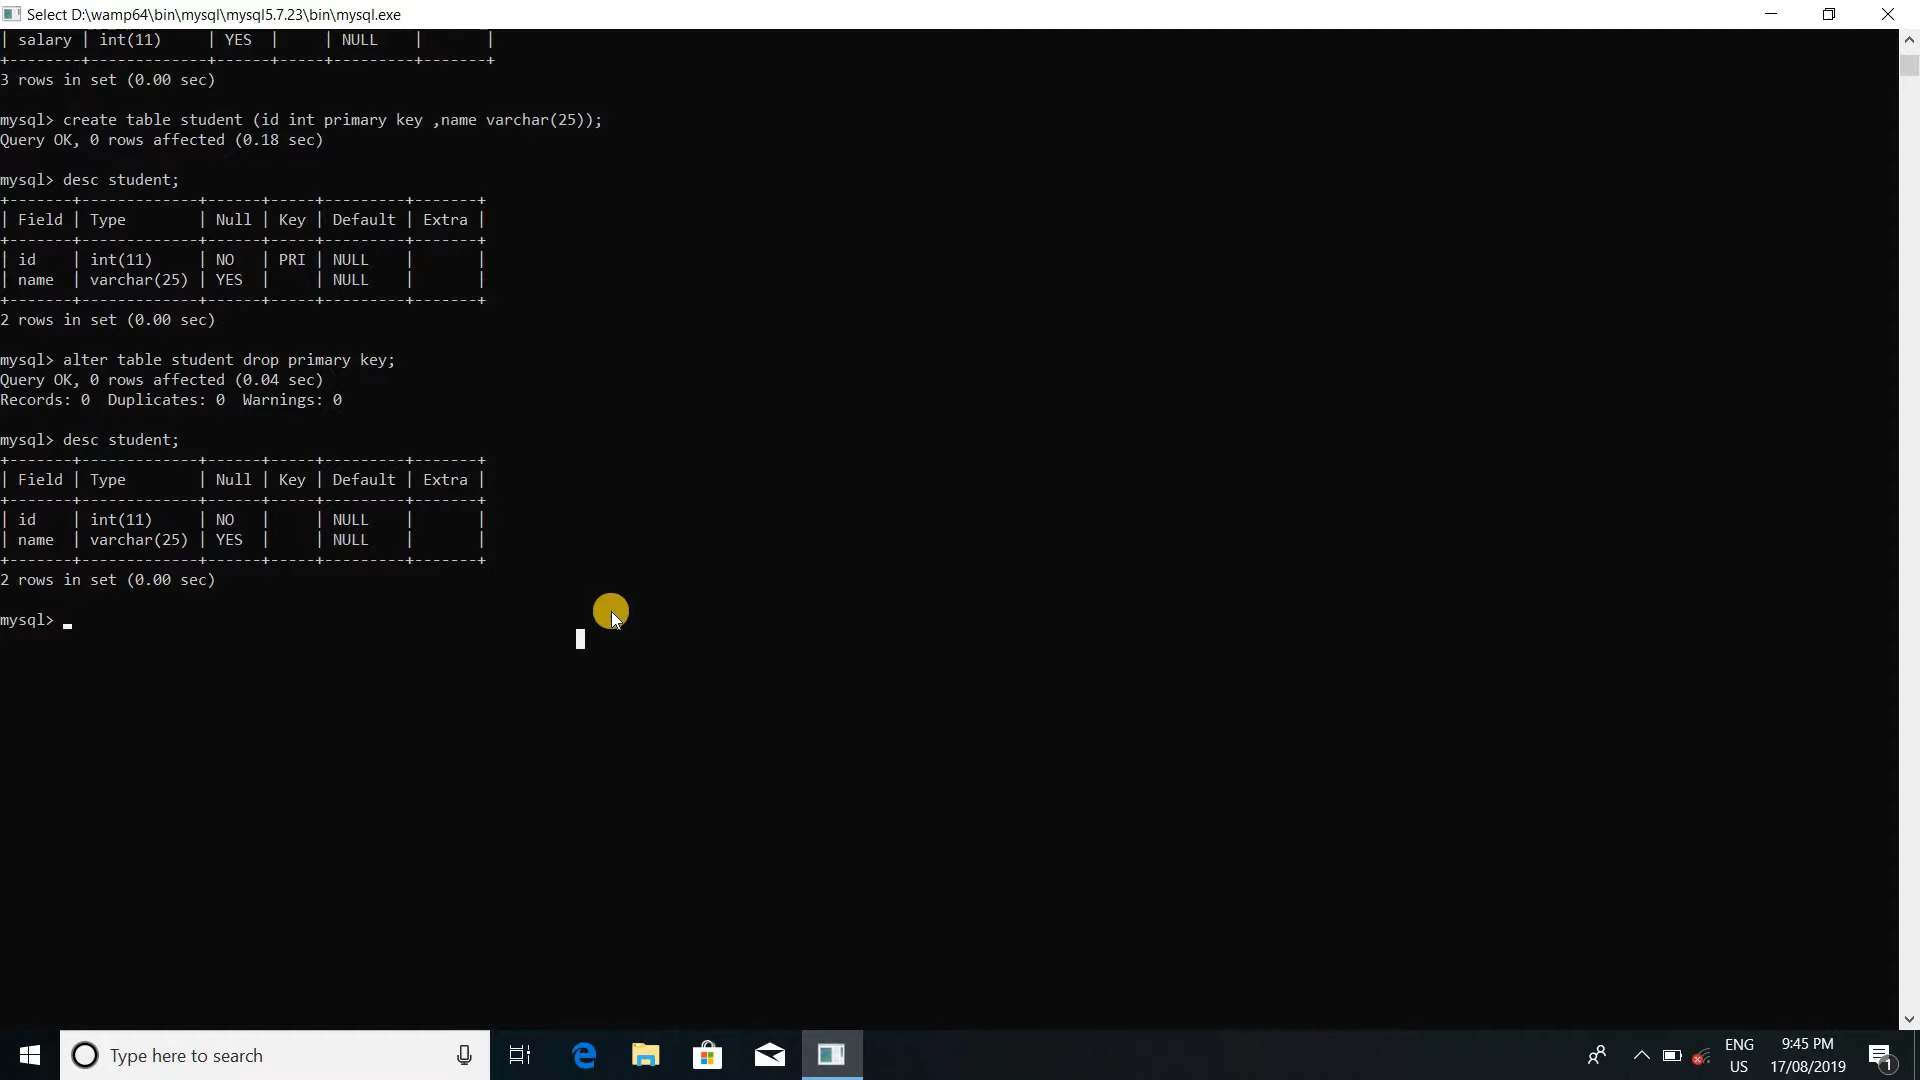 Select D:\wamp64\bin\mysql\mysql5.7.23\bin\mysql.exe
| salary | int(11)     | YES  |     | NULL    |       |
+--------+-------------+------+-----+---------+-------+
3 rows in set (0.00 sec)
mysql> create table student (id int primary key ,name varchar(25));
Query OK, 0 rows affected (0.18 sec)
mysql> desc student;
+-------+-------------+------+-----+---------+-------+
| Field | Type        | Null | Key | Default | Extra |
+-------+-------------+------+-----+---------+-------+
| id    | int(11)     | NO   | PRI | NULL    |       |
| name  | varchar(25) | YES  |     | NULL    |       |
+-------+-------------+------+-----+---------+-------+
2 rows in set (0.00 sec)
mysql> alter table student drop primary key;
Query OK, 0 rows affected (0.04 sec)
Records: 0  Duplicates: 0  Warnings: 0
mysql> desc student;
+-------+-------------+------+-----+---------+-------+
| Field | Type        | Null | Key | Default | Extra |
+-------+-------------+------+-----+---------+-------+
| id    | int(11)     | NO   |     | NULL    |       |
| name  | varchar(25) | YES  |     | NULL    |       |
+-------+-------------+------+-----+---------+-------+
2 rows in set (0.00 sec)
mysql> _
Type here to search
ENG
US
9:45 PM
17/08/2019
1